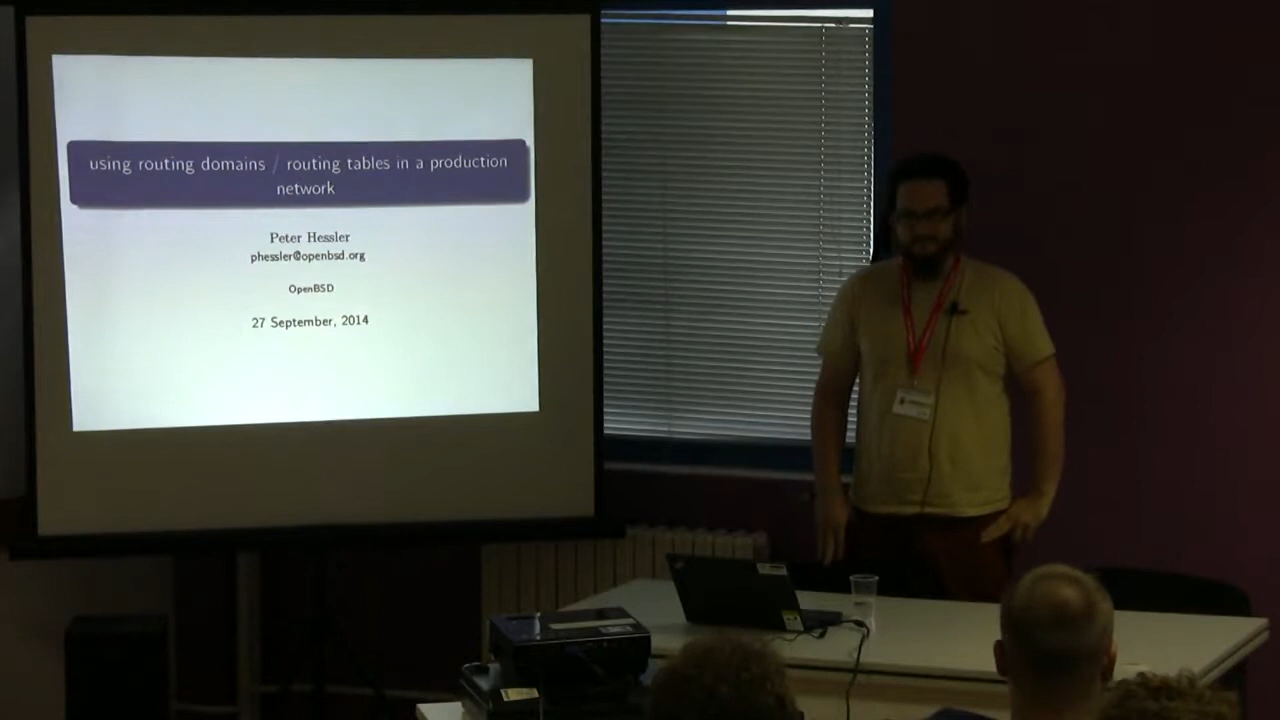 using routing domains / routing tables in a production
network
Peter Hessler
phessler@openbsd.org
OpenBSD
27 September, 2014